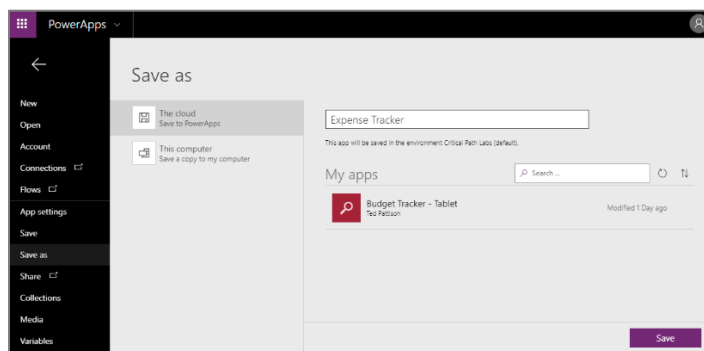 PowerApps
Save as
New
Open
Account
Connections
Flows
App settings
Save
Save as
Share
Collections
Media
Variables
The cloud
Save to PowerApps
This computer
Save a copy to my computer
Expense Tracker
This app will be saved in the environment Critical Path Labs (default).
My apps
Search ...
Budget Tracker - Tablet
Ted Pattison
Modified 1 Day ago
Save